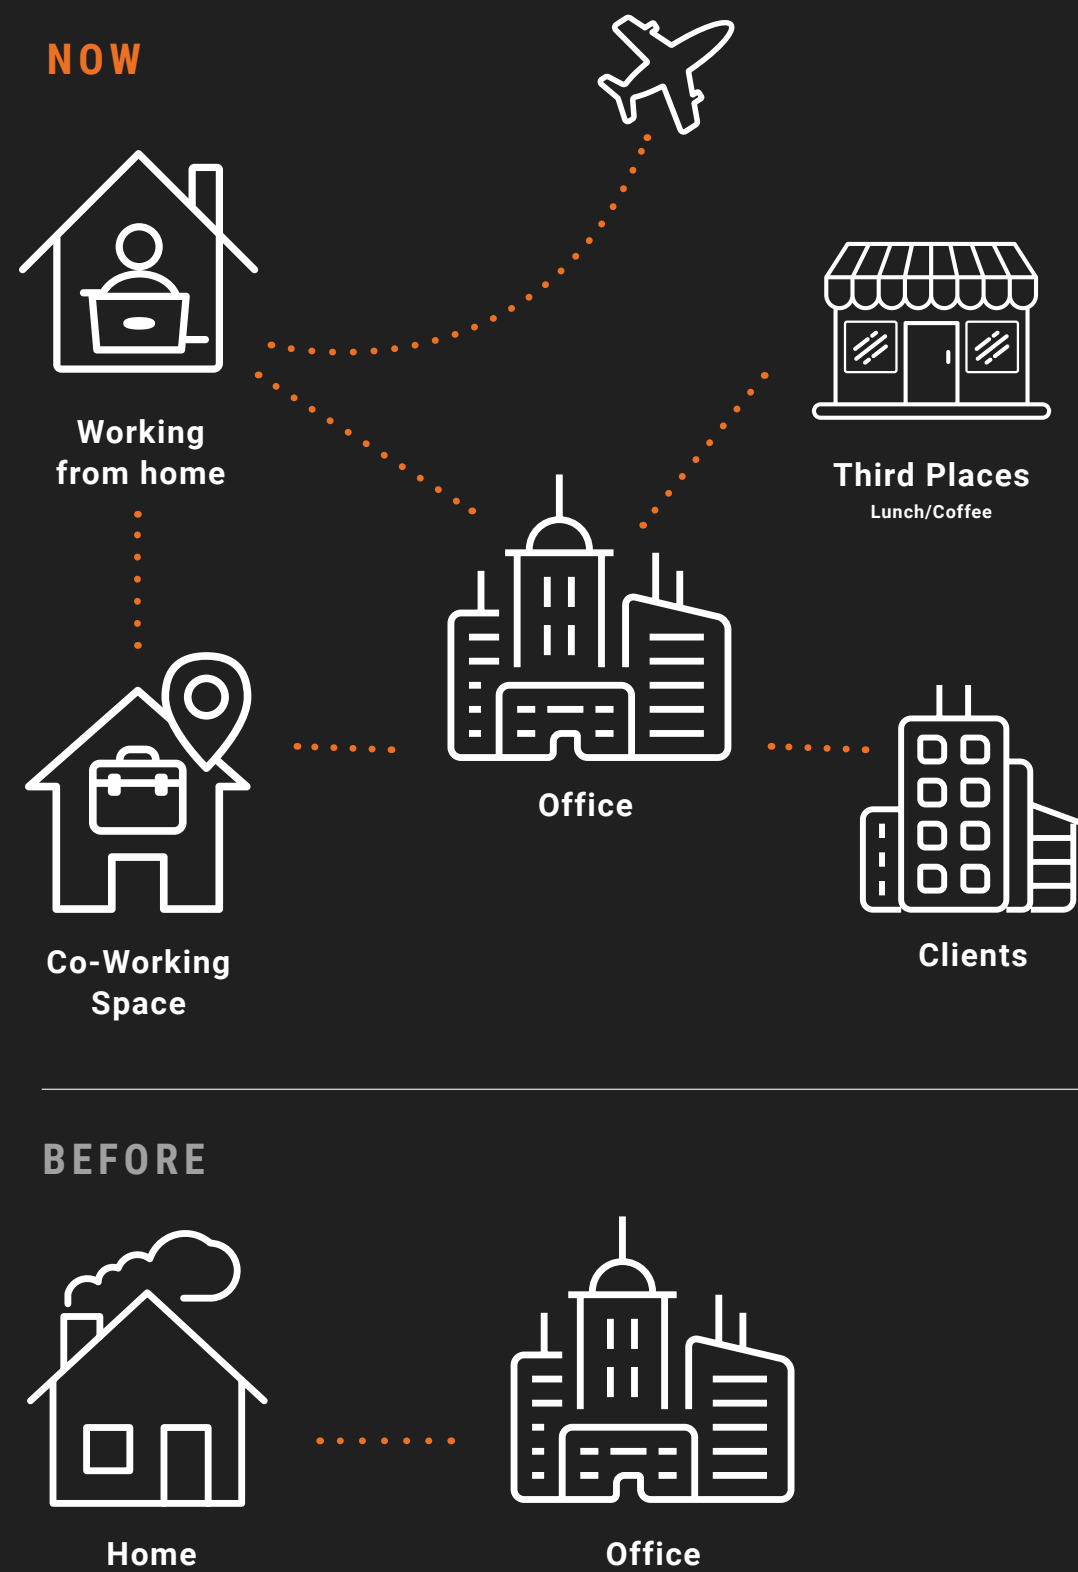 NOW
Working
from home
Third Places
Lunch/Coffee
Office
Co-Working
Space
Clients
BEFORE
Home
Office